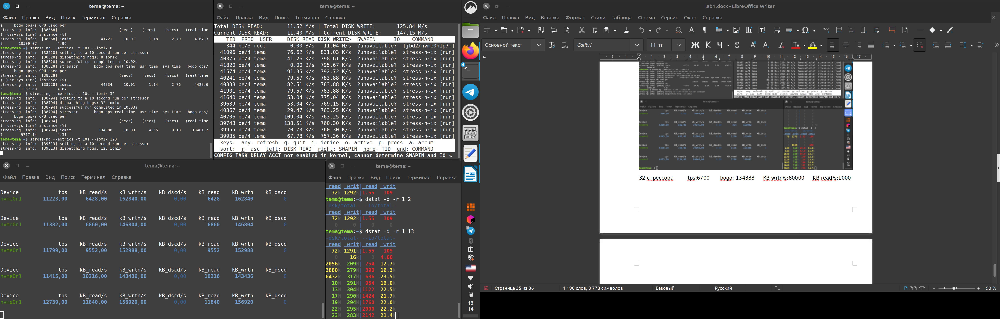 tema@tema: ~
Файл Правка Вид Поиск Терминал Справка
s bogo ops/s CPU used per
stress-ng: info: [38368] (secs) (secs) (secs) (real time
) (usr+sys time) instance (%)
stress-ng: info: [38368] iomix 41721 10.01 1.18 2.79 4167.3
8 10509.07 4.96
tema@tema:~$ stress-ng --metrics -t 10s --iomix 8
stress-ng: info: [38528] setting to a 10 second run per stressor
stress-ng: info: [38528] dispatching hogs: 8 iomix
stress-ng: info: [38528] successful run completed in 10.02s
stress-ng: info: [38528] stressor bogo ops real time usr time sys time bogo ops/
s bogo ops/s CPU used per
stress-ng: info: [38528] (secs) (secs) (secs) (real time
) (usr+sys time) instance (%)
stress-ng: info: [38528] iomix 44334 10.01 1.14 2.76 4428.6
5 11367.69 4.87
tema@tema:~$ stress-ng --metrics -t 10s --iomix 32
stress-ng: info: [38794] setting to a 10 second run per stressor
stress-ng: info: [38794] dispatching hogs: 32 iomix
stress-ng: info: [38794] successful run completed in 10.03s
stress-ng: info: [38794] stressor bogo ops real time usr time sys time bogo ops/
s bogo ops/s CPU used per
stress-ng: info: [38794] (secs) (secs) (secs) (real time
) (usr+sys time) instance (%)
stress-ng: info: [38794] iomix 134388 10.03 4.65 9.18 13401.7
7 9717.14 4.31
tema@tema:~$ stress-ng --metrics -t 10s --iomix 128
stress-ng: info: [39513] setting to a 10 second run per stressor
stress-ng: info: [39513] dispatching hogs: 128 iomix
tema@tema: ~
Файл Правка Вид Поиск Терминал Справка
Total DISK READ: 11.52 M/s | Total DISK WRITE: 125.84 M/s
Current DISK READ: 11.40 M/s | Current DISK WRITE: 147.15 M/s
TID PRIO USER DISK READ DISK WRITE> SWAPIN IO COMMAND
344 be/3 root 0.00 B/s 11.04 M/s ?unavailable? [jbd2/nvme0n1p7-]
41096 be/4 tema 76.62 K/s 831.03 K/s ?unavailable? stress-n~ix [run]
40375 be/4 tema 41.26 K/s 798.61 K/s ?unavailable? stress-n~ix [run]
41820 be/4 tema 0.00 B/s 795.67 K/s ?unavailable? stress-n~ix [run]
41574 be/4 tema 91.35 K/s 792.72 K/s ?unavailable? stress-n~ix [run]
40241 be/4 tema 79.57 K/s 783.88 K/s ?unavailable? stress-n~ix [run]
40838 be/4 tema 82.51 K/s 783.88 K/s ?unavailable? stress-n~ix [run]
41901 be/4 tema 79.57 K/s 783.88 K/s ?unavailable? stress-n~ix [run]
41640 be/4 tema 53.04 K/s 775.04 K/s ?unavailable? stress-n~ix [run]
39639 be/4 tema 53.04 K/s 769.15 K/s ?unavailable? stress-n~ix [run]
40367 be/4 tema 29.47 K/s 763.25 K/s ?unavailable? stress-n~ix [run]
40706 be/4 tema 109.04 K/s 763.25 K/s ?unavailable? stress-n~ix [run]
39743 be/4 tema 138.51 K/s 760.30 K/s ?unavailable? stress-n~ix [run]
39955 be/4 tema 70.73 K/s 760.30 K/s ?unavailable? stress-n~ix [run]
39935 be/4 tema 67.78 K/s 757.36 K/s ?unavailable? stress-n~ix [run]
keys: any: refresh q: quit i: ionice o: active p: procs a: accum
sort: r: asc left: DISK READ right: SWAPIN home: TID end: COMMAND
CONFIG_TASK_DELAY_ACCT not enabled in kernel, cannot determine SWAPIN and IO %
tema@tema: ~
Файл Правка Вид Поиск Терминал Справка
Device tps kB_read/s kB_wrtn/s kB_dscd/s kB_read kB_wrtn kB_dscd
nvme0n1 11223,00 6428,00 162840,00 0,00 6428 162840 0
Device tps kB_read/s kB_wrtn/s kB_dscd/s kB_read kB_wrtn kB_dscd
nvme0n1 11382,00 6860,00 146804,00 0,00 6860 146804 0
Device tps kB_read/s kB_wrtn/s kB_dscd/s kB_read kB_wrtn kB_dscd
nvme0n1 11799,00 9552,00 152988,00 0,00 9552 152988 0
Device tps kB_read/s kB_wrtn/s kB_dscd/s kB_read kB_wrtn kB_dscd
nvme0n1 11415,00 10216,00 143436,00 0,00 10216 143436 0
Device tps kB_read/s kB_wrtn/s kB_dscd/s kB_read kB_wrtn kB_dscd
nvme0n1 12739,00 11840,00 156920,00 0,00 11840 156920 0
tema@tema: ~
Файл Правка Вид Поиск Терминал Справка
read writ| read writ
72k 1292k|1.55 109
tema@tema:~$ dstat -d -r 1 2
-dsk/total- --io/total-
read writ| read writ
72k 1292k|1.55 109
0 0 | 0 0
tema@tema:~$ dstat -d -r 1 13
-dsk/total- --io/total-
read writ| read writ
72k 1291k|1.55 109
0 16k| 0 4.00
2056k 209M| 254 12.7k
3880k 279M| 390 16.3k
6432k 317M| 636 23.5k
10M 291M| 954 19.0k
13M 304M|1122 22.5k
17M 290M|1424 21.7k
19M 294M|1760 22.0k
22M 295M|2000 22.2k
23M 283M|2142 21.4k
4
13
14
lab1.docx - LibreOffice Writer
Файл Правка Вид Вставка Формат Стили Таблица Форма Сервис Окно Справка
Основной текст Calibri 11 пт Ж К Ч S
2 1 1 2 3 4 5 6 7 8 9 10 11 12 13 14 15 16 17
32 стрессора tps:6700 bogo: 134388 KB wrtn/s:80000 KB read/s:1000
Страница 35 из 36 1 190 слов, 8 778 символов Базовый Русский 90 %